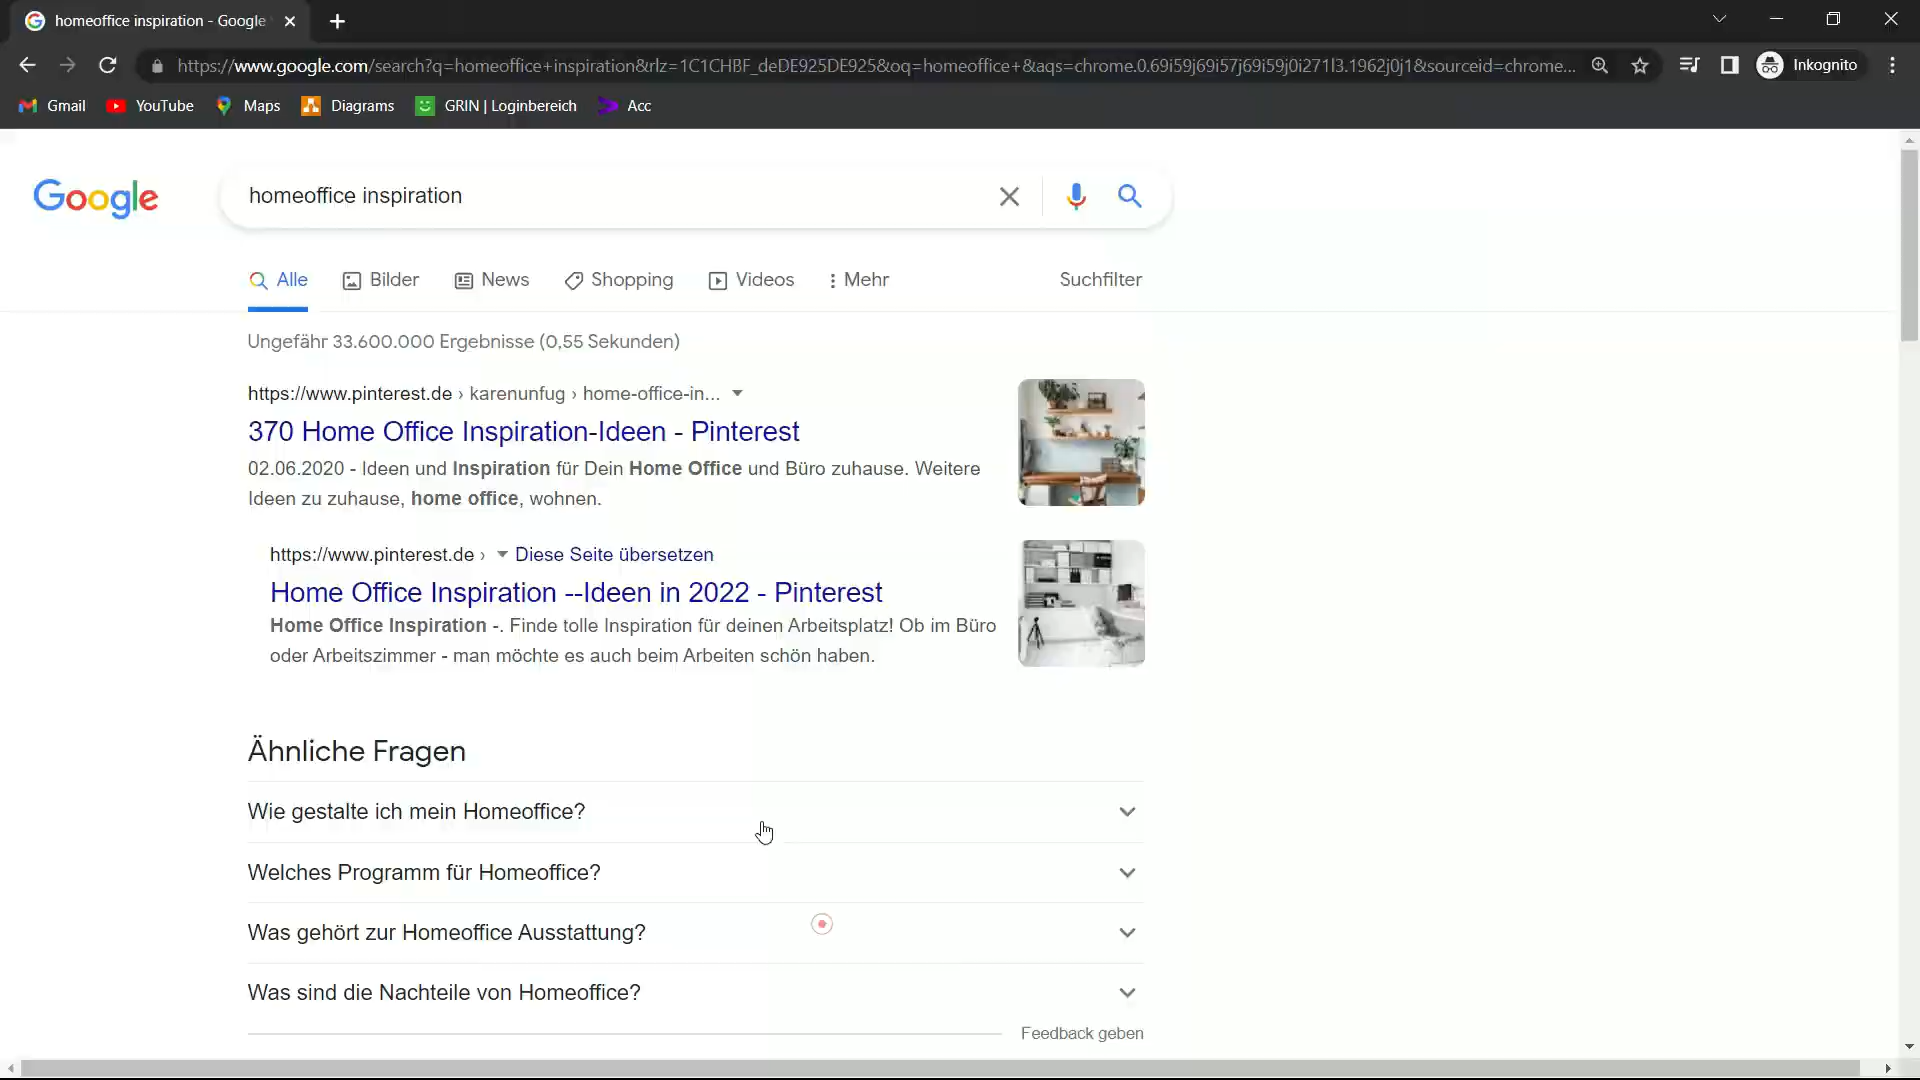 homeoffice inspiration - Google
https://www.google.com/search?q=homeoffice+inspiration&rlz=1C1CHBF_deDE925DE925&oq=homeoffice+&aqs=chrome.0.69i59j69i57j69i59j0i271l3.1962j0j1&sourceid=chrome...
Inkognito
Gmail YouTube Maps Diagrams GRIN | Loginbereich Acc
Google
homeoffice inspiration
Alle Bilder News Shopping Videos Mehr Suchfilter
Ungefähr 33.600.000 Ergebnisse (0,55 Sekunden)
https://www.pinterest.de › karenunfug › home-office-in...
370 Home Office Inspiration-Ideen - Pinterest
02.06.2020 - Ideen und Inspiration für Dein Home Office und Büro zuhause. Weitere
Ideen zu zuhause, home office, wohnen.
https://www.pinterest.de › Diese Seite übersetzen
Home Office Inspiration --Ideen in 2022 - Pinterest
Home Office Inspiration -. Finde tolle Inspiration für deinen Arbeitsplatz! Ob im Büro
oder Arbeitszimmer - man möchte es auch beim Arbeiten schön haben.
Ähnliche Fragen
Wie gestalte ich mein Homeoffice?
Welches Programm für Homeoffice?
Was gehört zur Homeoffice Ausstattung?
Was sind die Nachteile von Homeoffice?
Feedback geben